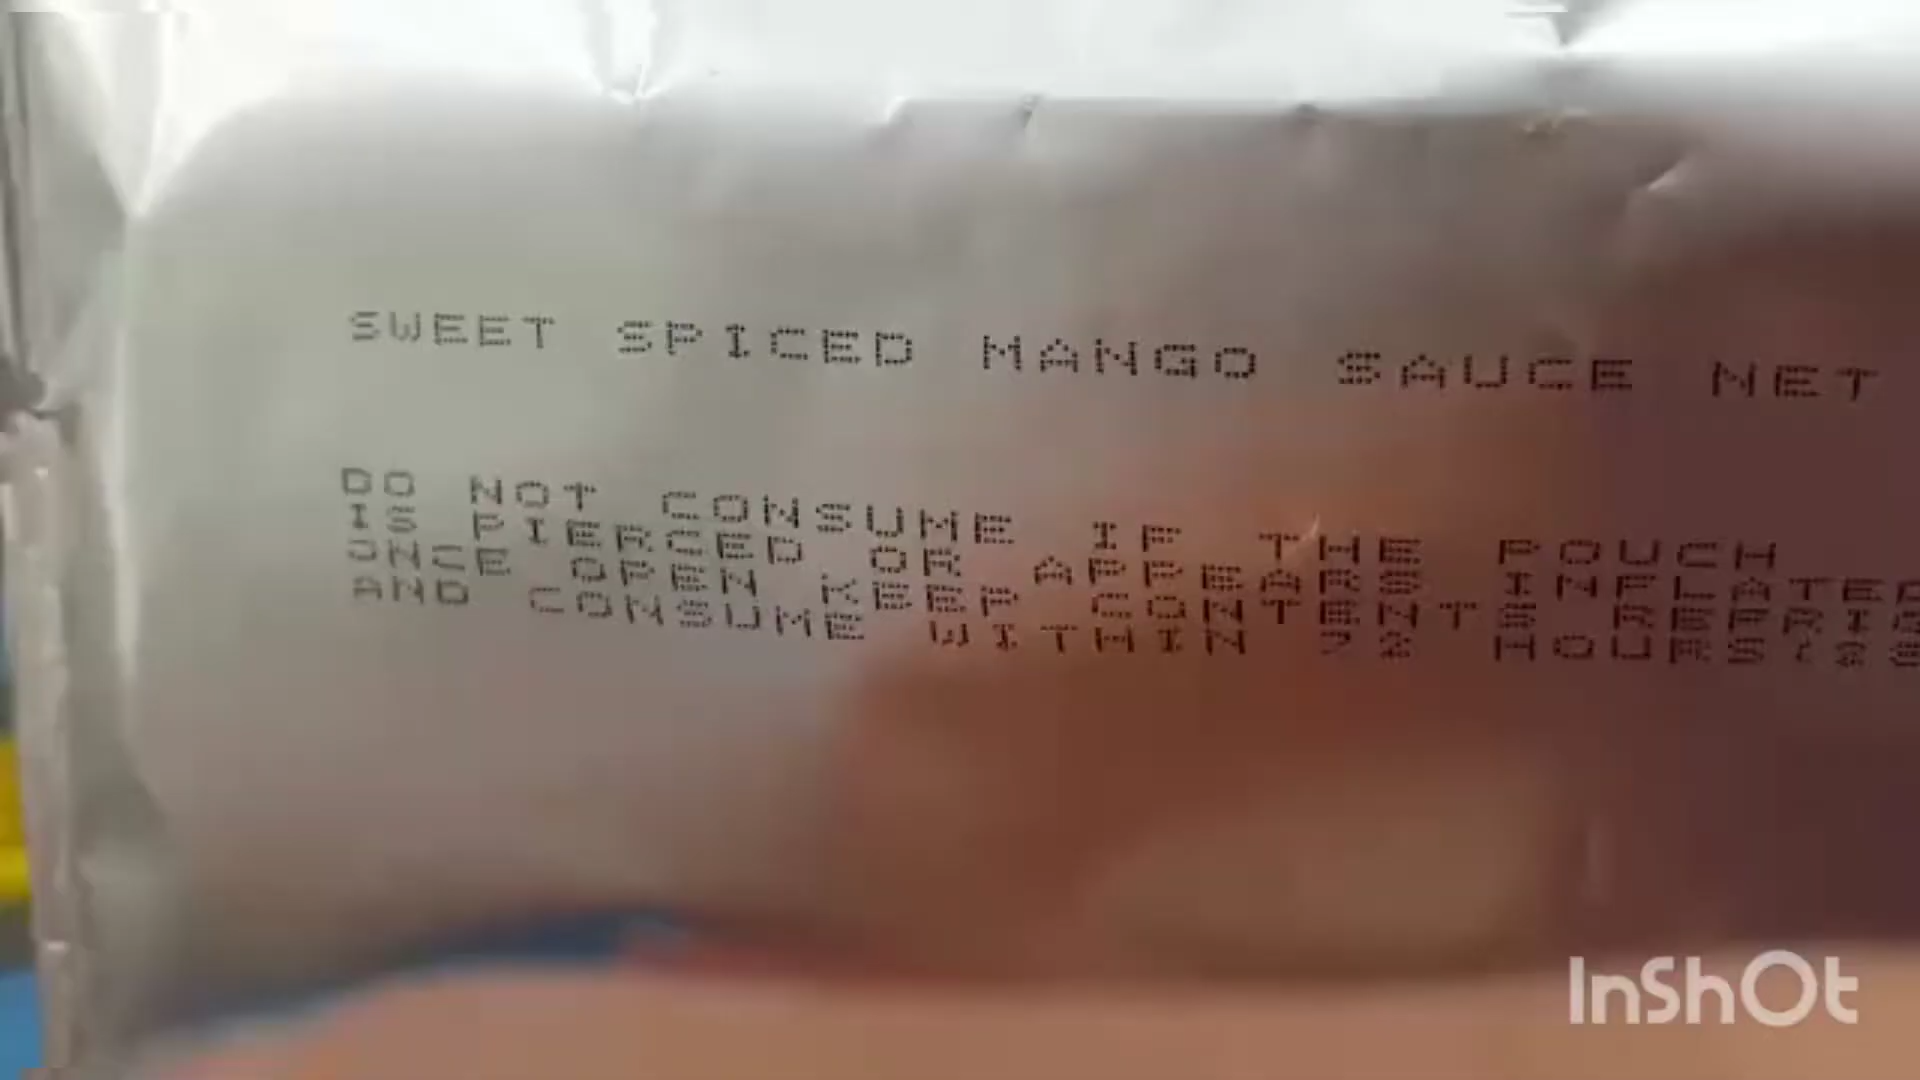 SWEET SPICED MANGO SAUCE NET
DO NOT CONSUME IF THE POUCH
IS PIERCED OR APPEARS INFLATED
ONCE OPEN KEEP CONTENTS REFRIG
AND CONSUME WITHIN 72 HOURS
InShOt